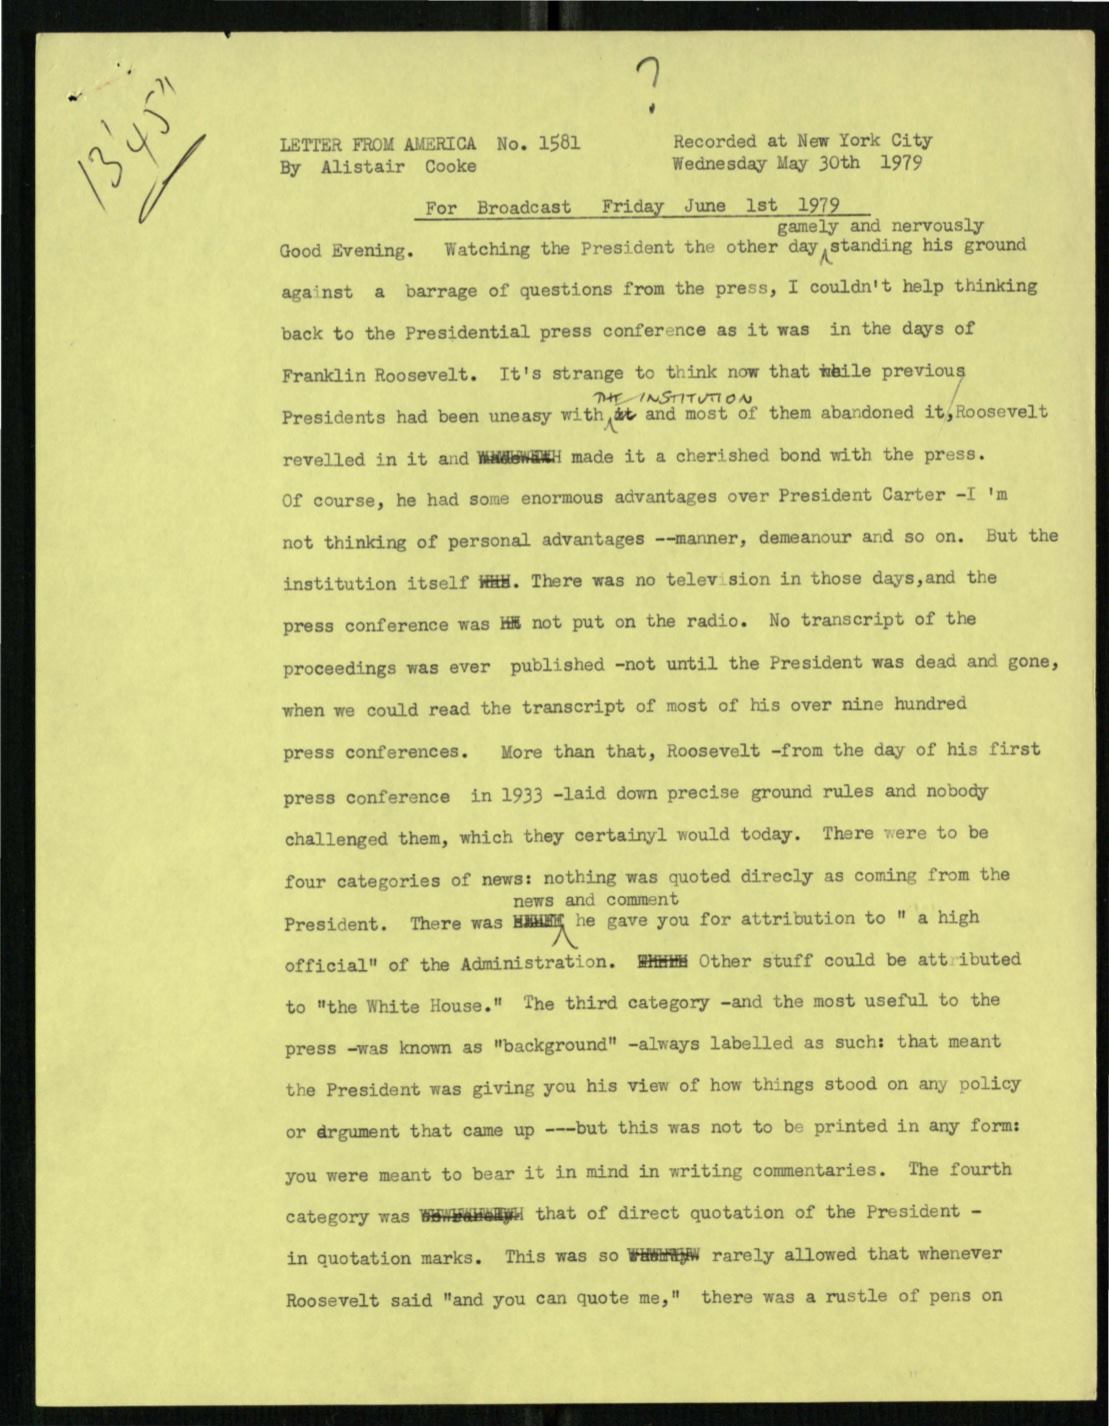 ?
13'45"
LETTER FROM AMERICA No. 1581 Recorded at New York City
By Alistair Cooke Wednesday May 30th 1979
For Broadcast Friday June 1st 1979
gamely and nervously
Good Evening. Watching the President the other day standing his ground
against a barrage of questions from the press, I couldn't help thinking
back to the Presidential press conference as it was in the days of
Franklin Roosevelt. It's strange to think now that while previous
THE INSTITUTION
Presidents had been uneasy with it and most of them abandoned it, Roosevelt
revelled in it and made it a cherished bond with the press.
Of course, he had some enormous advantages over President Carter -I 'm
not thinking of personal advantages --manner, demeanour and so on. But the
institution itself . There was no television in those days,and the
press conference was not put on the radio. No transcript of the
proceedings was ever published -not until the President was dead and gone,
when we could read the transcript of most of his over nine hundred
press conferences. More than that, Roosevelt -from the day of his first
press conference in 1933 -laid down precise ground rules and nobody
challenged them, which they certainyl would today. There were to be
four categories of news: nothing was quoted direcly as coming from the
news and comment
President. There was he gave you for attribution to " a high
official" of the Administration. Other stuff could be attributed
to "the White House." The third category -and the most useful to the
press -was known as "background" -always labelled as such: that meant
the President was giving you his view of how things stood on any policy
or argument that came up ---but this was not to be printed in any form:
you were meant to bear it in mind in writing commentaries. The fourth
category was that of direct quotation of the President -
in quotation marks. This was so rarely allowed that whenever
Roosevelt said "and you can quote me," there was a rustle of pens on